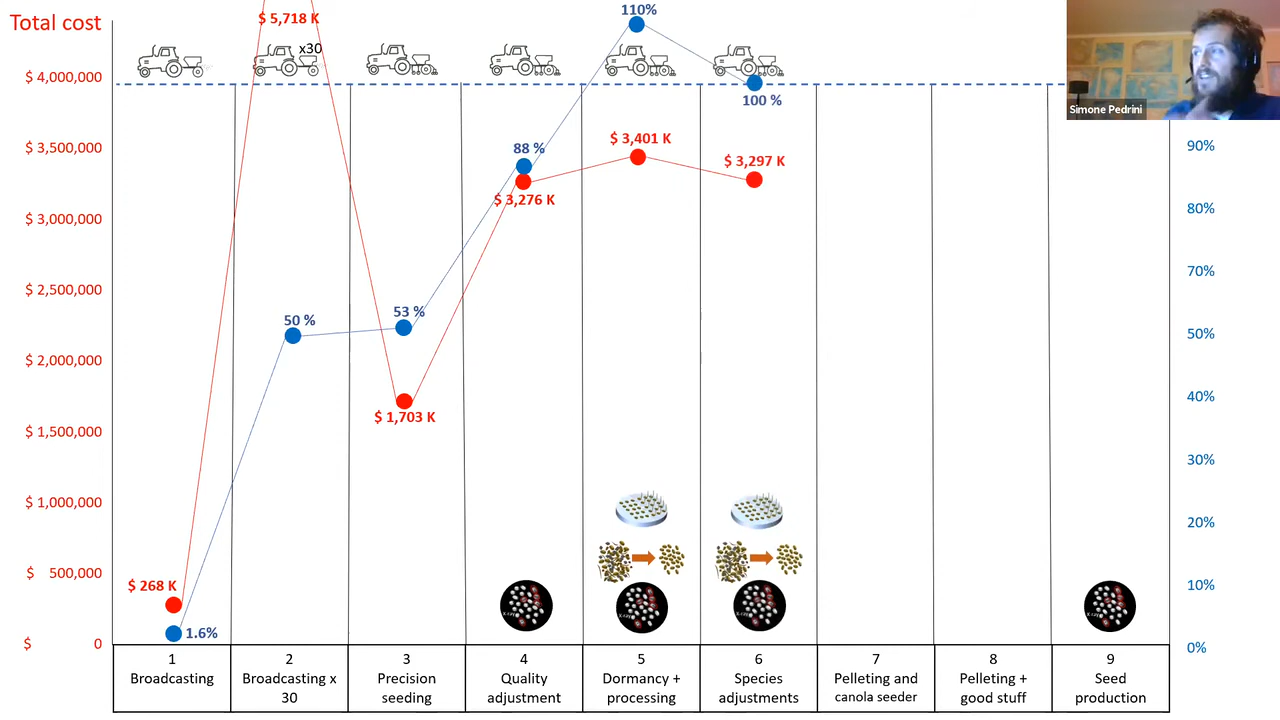 Total cost
$ 5,718 K
x30
110%
Simone Pedrini
$ 4,000,000
100 %
$ 3,500,000
88 %
$ 3,401 K
$ 3,297 K
90%
$ 3,276 K
$ 3,000,000
80%
$ 2,500,000
70%
50 %
53 %
$ 2,000,000
50%
60%
$ 1,703 K
40%
$ 1,500,000
30%
$ 1,000,000
20%
$ 500,000
$ 268 K
10%
1.6%
$ 0
0%
1
Broadcasting
2
Broadcasting x
30
3
Precision
seeding
4
Quality
adjustment
5
Dormancy +
processing
6
Species
adjustments
7
Pelleting and
canola seeder
8
Pelleting +
good stuff
9
Seed
production